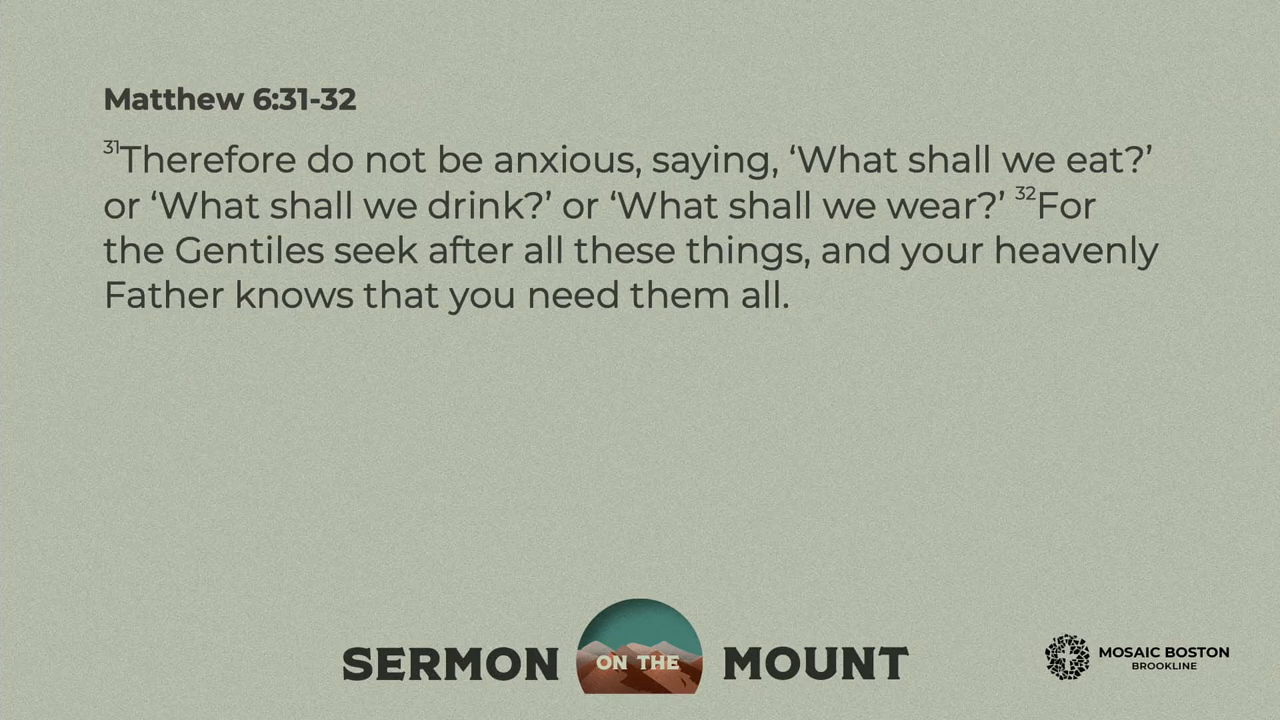 Matthew 6:31-32
31Therefore do not be anxious, saying, ‘What shall we eat?’
or ‘What shall we drink?’ or ‘What shall we wear?’ 32For
the Gentiles seek after all these things, and your heavenly
Father knows that you need them all.
SERMON ON THE MOUNT
MOSAIC BOSTON
BROOKLINE